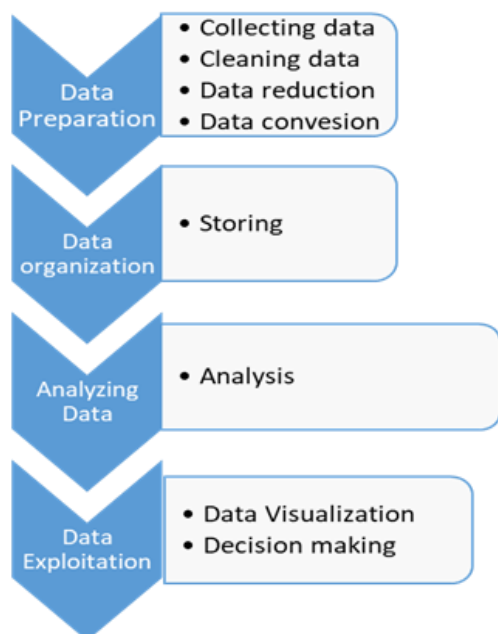 Data
Preparation
• Collecting data
• Cleaning data
• Data reduction
• Data convesion
Data
organization
• Storing
Analyzing
Data
• Analysis
Data
Exploitation
• Data Visualization
• Decision making